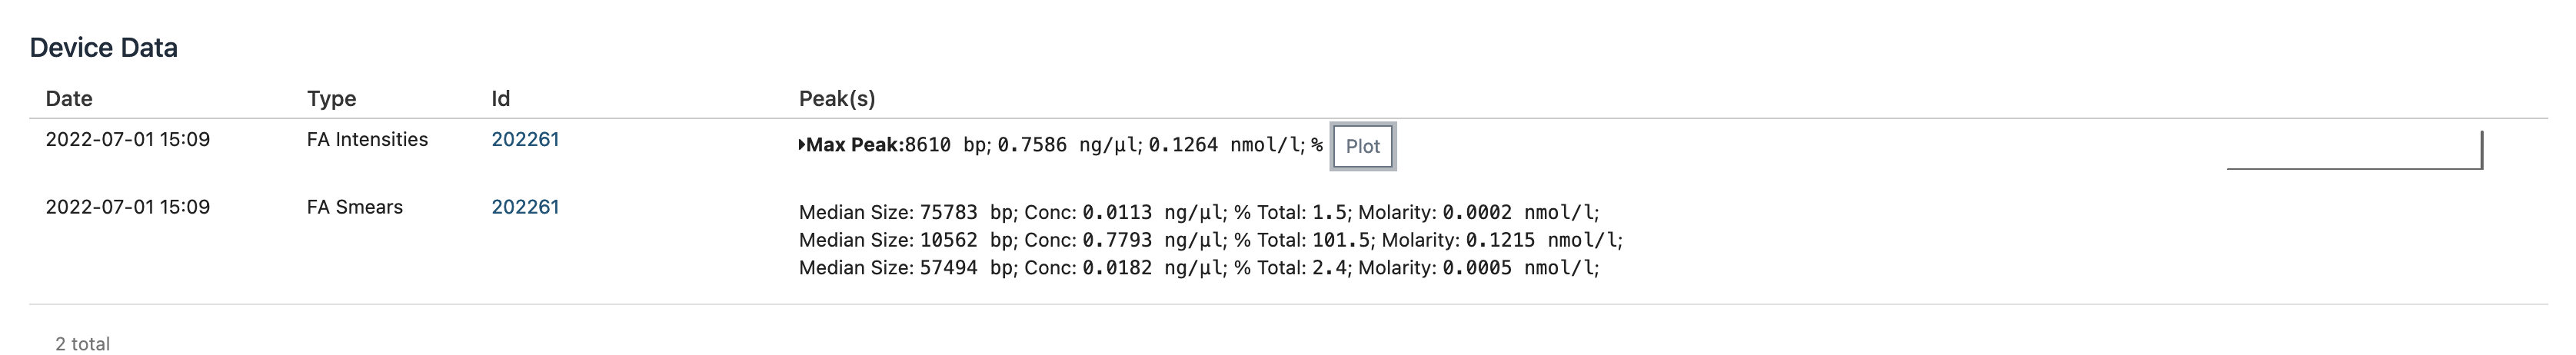 Device Data
Date Type Id Peak(s)
2022-07-01 15:09 FA Intensities 202261 ▸Max Peak:8610 bp; 0.7586 ng/µl; 0.1264 nmol/l; % Plot
2022-07-01 15:09 FA Smears 202261 Median Size: 75783 bp; Conc: 0.0113 ng/µl; % Total: 1.5; Molarity: 0.0002 nmol/l;
Median Size: 10562 bp; Conc: 0.7793 ng/µl; % Total: 101.5; Molarity: 0.1215 nmol/l;
Median Size: 57494 bp; Conc: 0.0182 ng/µl; % Total: 2.4; Molarity: 0.0005 nmol/l;
2 total